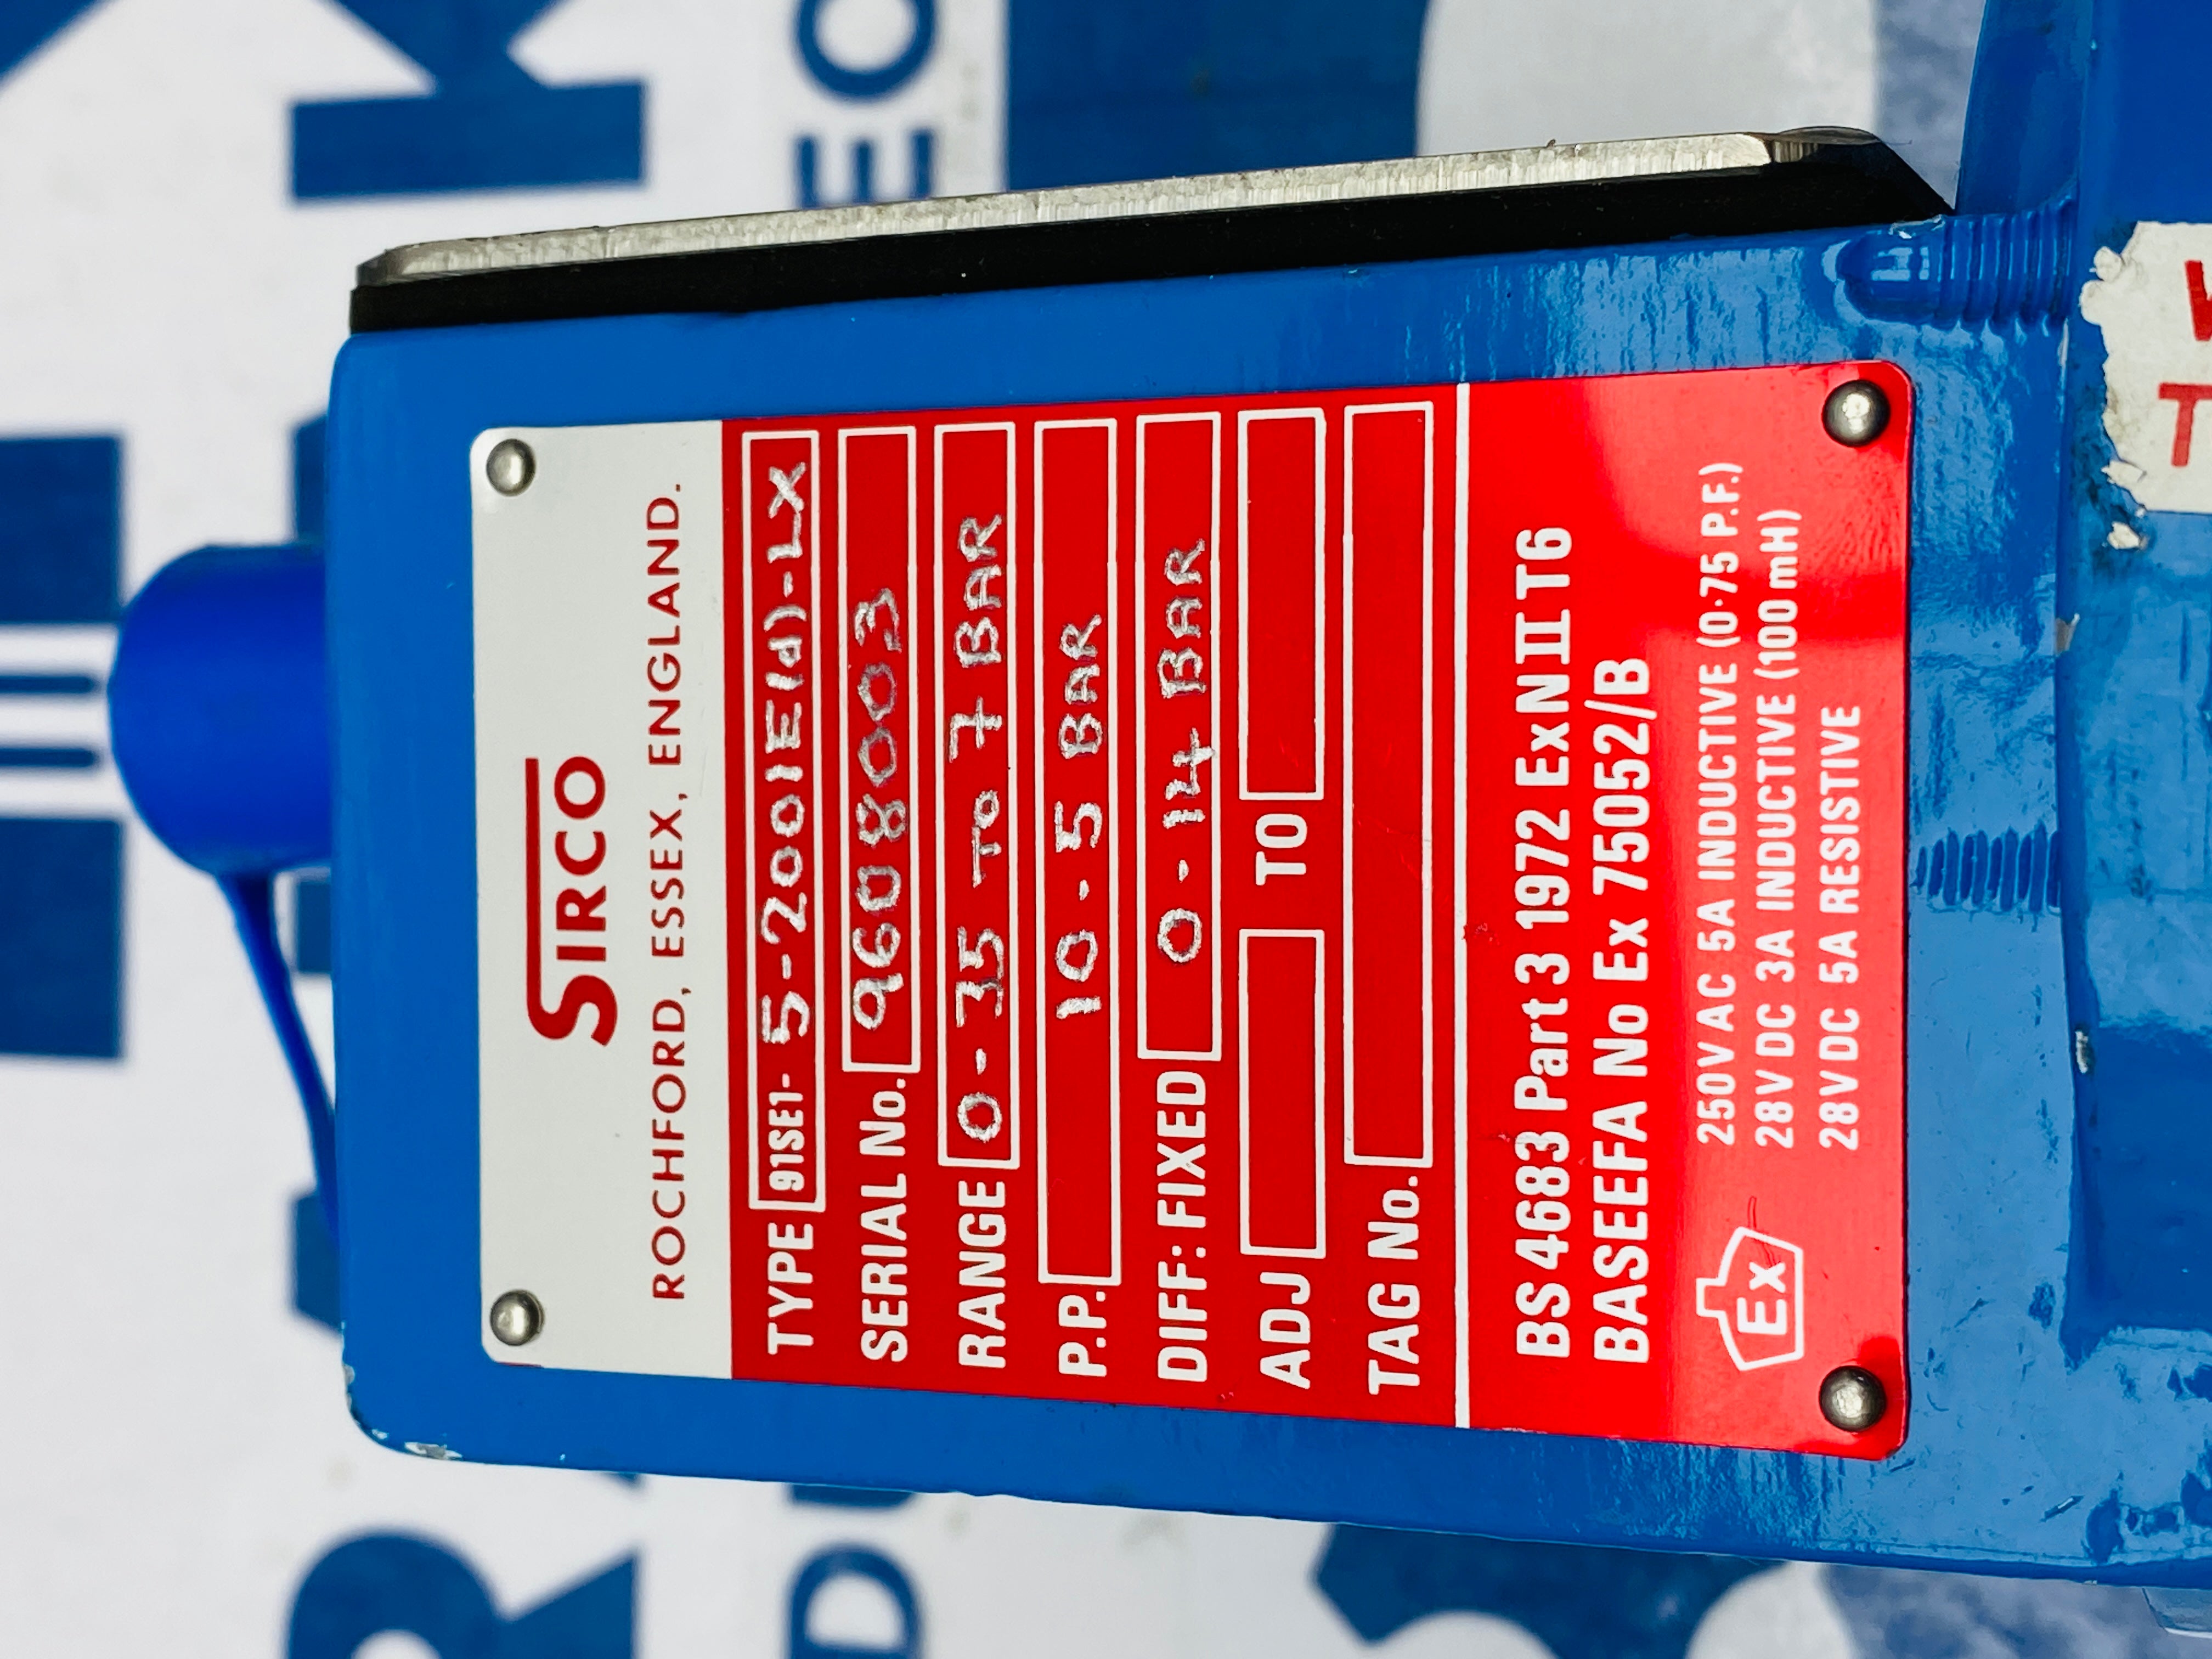 SIRCO
ROCHFORD, ESSEX, ENGLAND.
TYPE 91SE1- 5-2001E(d)-LX
SERIAL No. 9608003
RANGE 0-35 TO 7 BAR
P.P. 10-5 BAR
DIFF: FIXED 0-14 BAR
ADJ TO
TAG No.
BS 4683 Part 3 1972 ExN II T6
BASEEFA No Ex 75052/B
Ex
250V AC 5A INDUCTIVE (0·75 P.F.)
28V DC 3A INDUCTIVE (100 mH)
28V DC 5A RESISTIVE